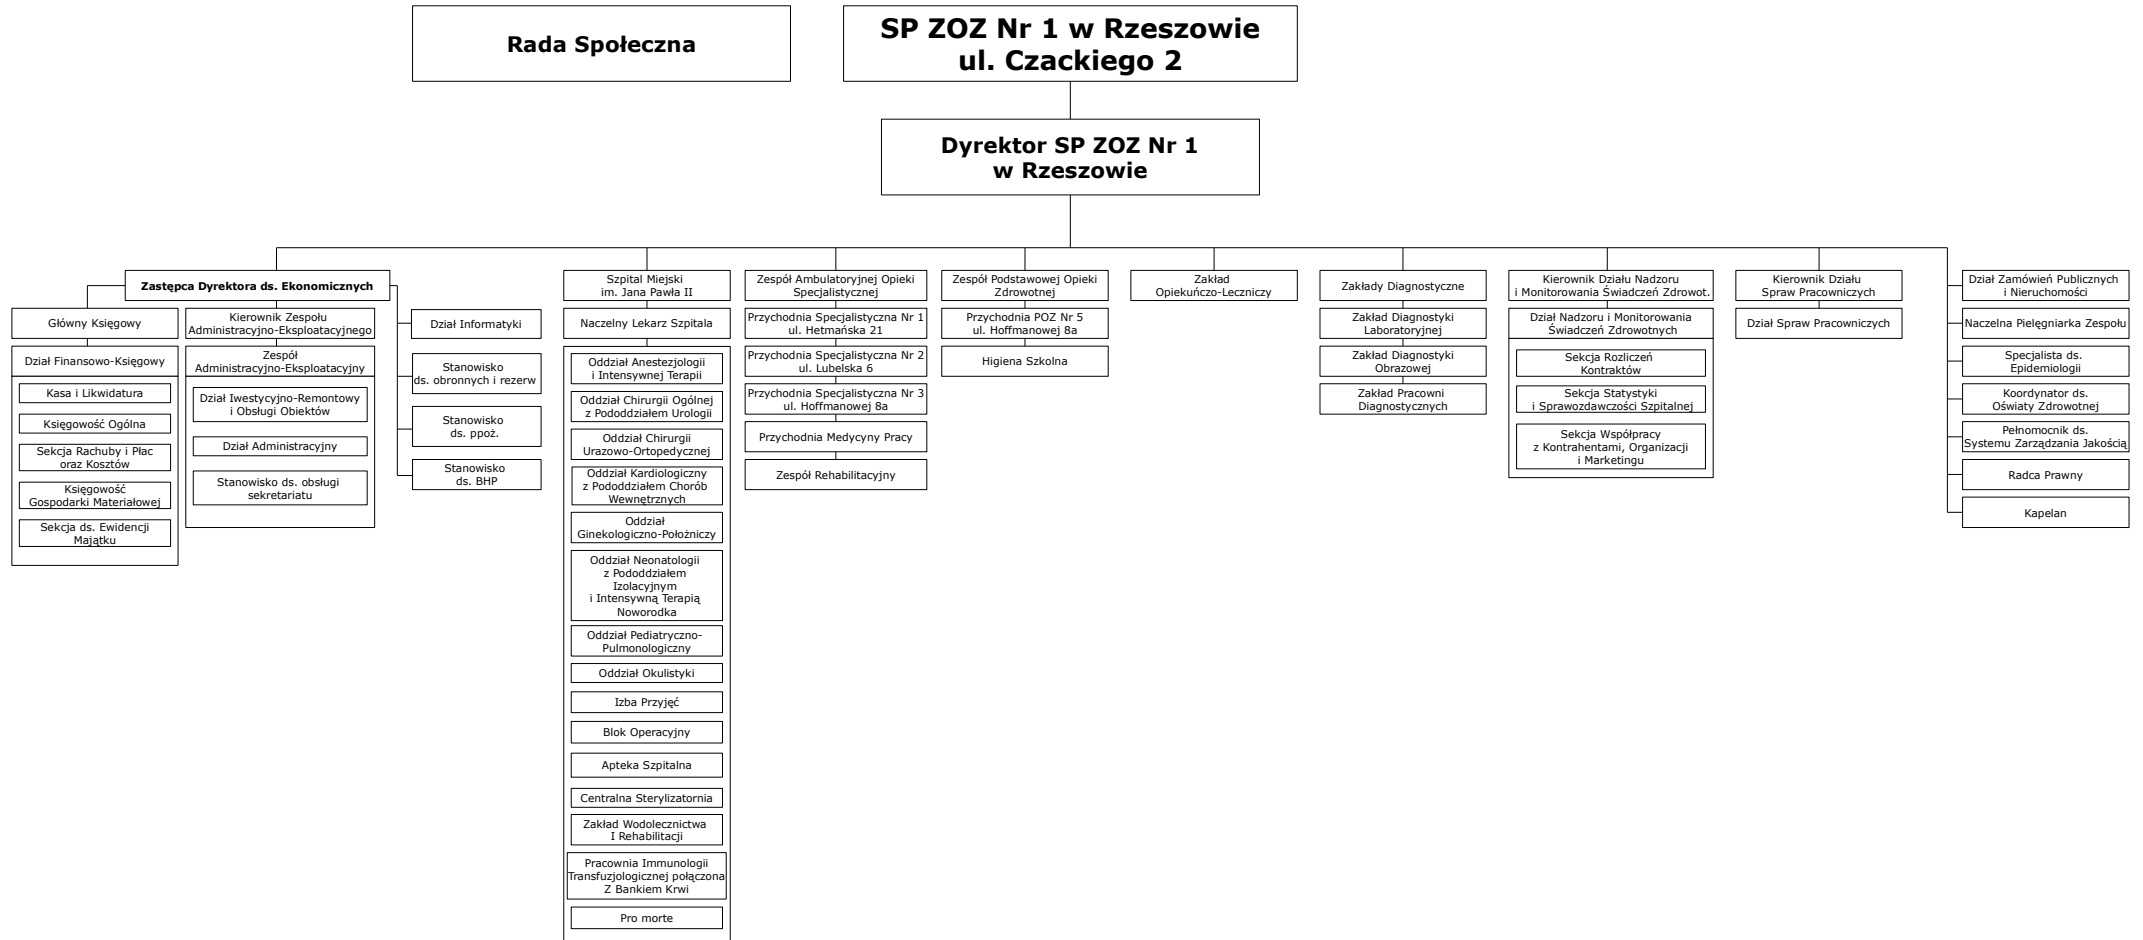 Rada Społeczna
SP ZOZ Nr 1 w Rzeszowie
ul. Czackiego 2
Dyrektor SP ZOZ Nr 1
w Rzeszowie
Zastępca Dyrektora ds. Ekonomicznych
Główny Księgowy
Dział Finansowo-Księgowy
Kasa i Likwidatura
Księgowość Ogólna
Sekcja Rachuby i Płac
oraz Kosztów
Księgowość
Gospodarki Materiałowej
Sekcja ds. Ewidencji
Majątku
Kierownik Zespołu
Administracyjno-Eksploatacyjnego
Zespół
Administracyjno-Eksploatacyjny
Dział Iwestycyjno-Remontowy
i Obsługi Obiektów
Dział Administracyjny
Stanowisko ds. obsługi
sekretariatu
Dział Informatyki
Stanowisko
ds. obronnych i rezerw
Stanowisko
ds. ppoż.
Stanowisko
ds. BHP
Szpital Miejski
im. Jana Pawła II
Naczelny Lekarz Szpitala
Oddział Anestezjologii
i Intensywnej Terapii
Oddział Chirurgii Ogólnej
z Pododdziałem Urologii
Oddział Chirurgii
Urazowo-Ortopedycznej
Oddział Kardiologiczny
z Pododdziałem Chorób
Wewnętrznych
Oddział
Ginekologiczno-Położniczy
Oddział Neonatologii
z Pododdziałem
Izolacyjnym
i Intensywną Terapią
Noworodka
Oddział Pediatryczno-
Pulmonologiczny
Oddział Okulistyki
Izba Przyjęć
Blok Operacyjny
Apteka Szpitalna
Centralna Sterylizatornia
Zakład Wodolecznictwa
I Rehabilitacji
Pracownia Immunologii
Transfuzjologicznej połączona
Z Bankiem Krwi
Pro morte
Zespół Ambulatoryjnej Opieki
Specjalistycznej
Przychodnia Specjalistyczna Nr 1
ul. Hetmańska 21
Przychodnia Specjalistyczna Nr 2
ul. Lubelska 6
Przychodnia Specjalistyczna Nr 3
ul. Hoffmanowej 8a
Przychodnia Medycyny Pracy
Zespół Rehabilitacyjny
Zespół Podstawowej Opieki
Zdrowotnej
Przychodnia POZ Nr 5
ul. Hoffmanowej 8a
Higiena Szkolna
Zakład
Opiekuńczo-Leczniczy
Zakłady Diagnostyczne
Zakład Diagnostyki
Laboratoryjnej
Zakład Diagnostyki
Obrazowej
Zakład Pracowni
Diagnostycznych
Kierownik Działu Nadzoru
i Monitorowania Świadczeń Zdrowot.
Dział Nadzoru i Monitorowania
Świadczeń Zdrowotnych
Sekcja Rozliczeń
Kontraktów
Sekcja Statystyki
i Sprawozdawczości Szpitalnej
Sekcja Współpracy
z Kontrahentami, Organizacji
i Marketingu
Kierownik Działu
Spraw Pracowniczych
Dział Spraw Pracowniczych
Dział Zamówień Publicznych
i Nieruchomości
Naczelna Pielęgniarka Zespołu
Specjalista ds.
Epidemiologii
Koordynator ds.
Oświaty Zdrowotnej
Pełnomocnik ds.
Systemu Zarządzania Jakością
Radca Prawny
Kapelan